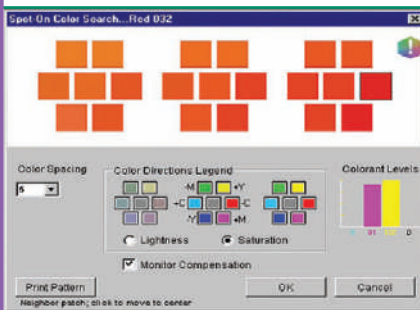 Spot-On Color Search...Red 032
Color Spacing
5
Color Directions Legend
-M +Y
+C -C
-Y +M
Lightness
Saturation
Monitor Compensation
Colorant Levels
Print Pattern
OK
Cancel
Neighbor patch; click to move to center